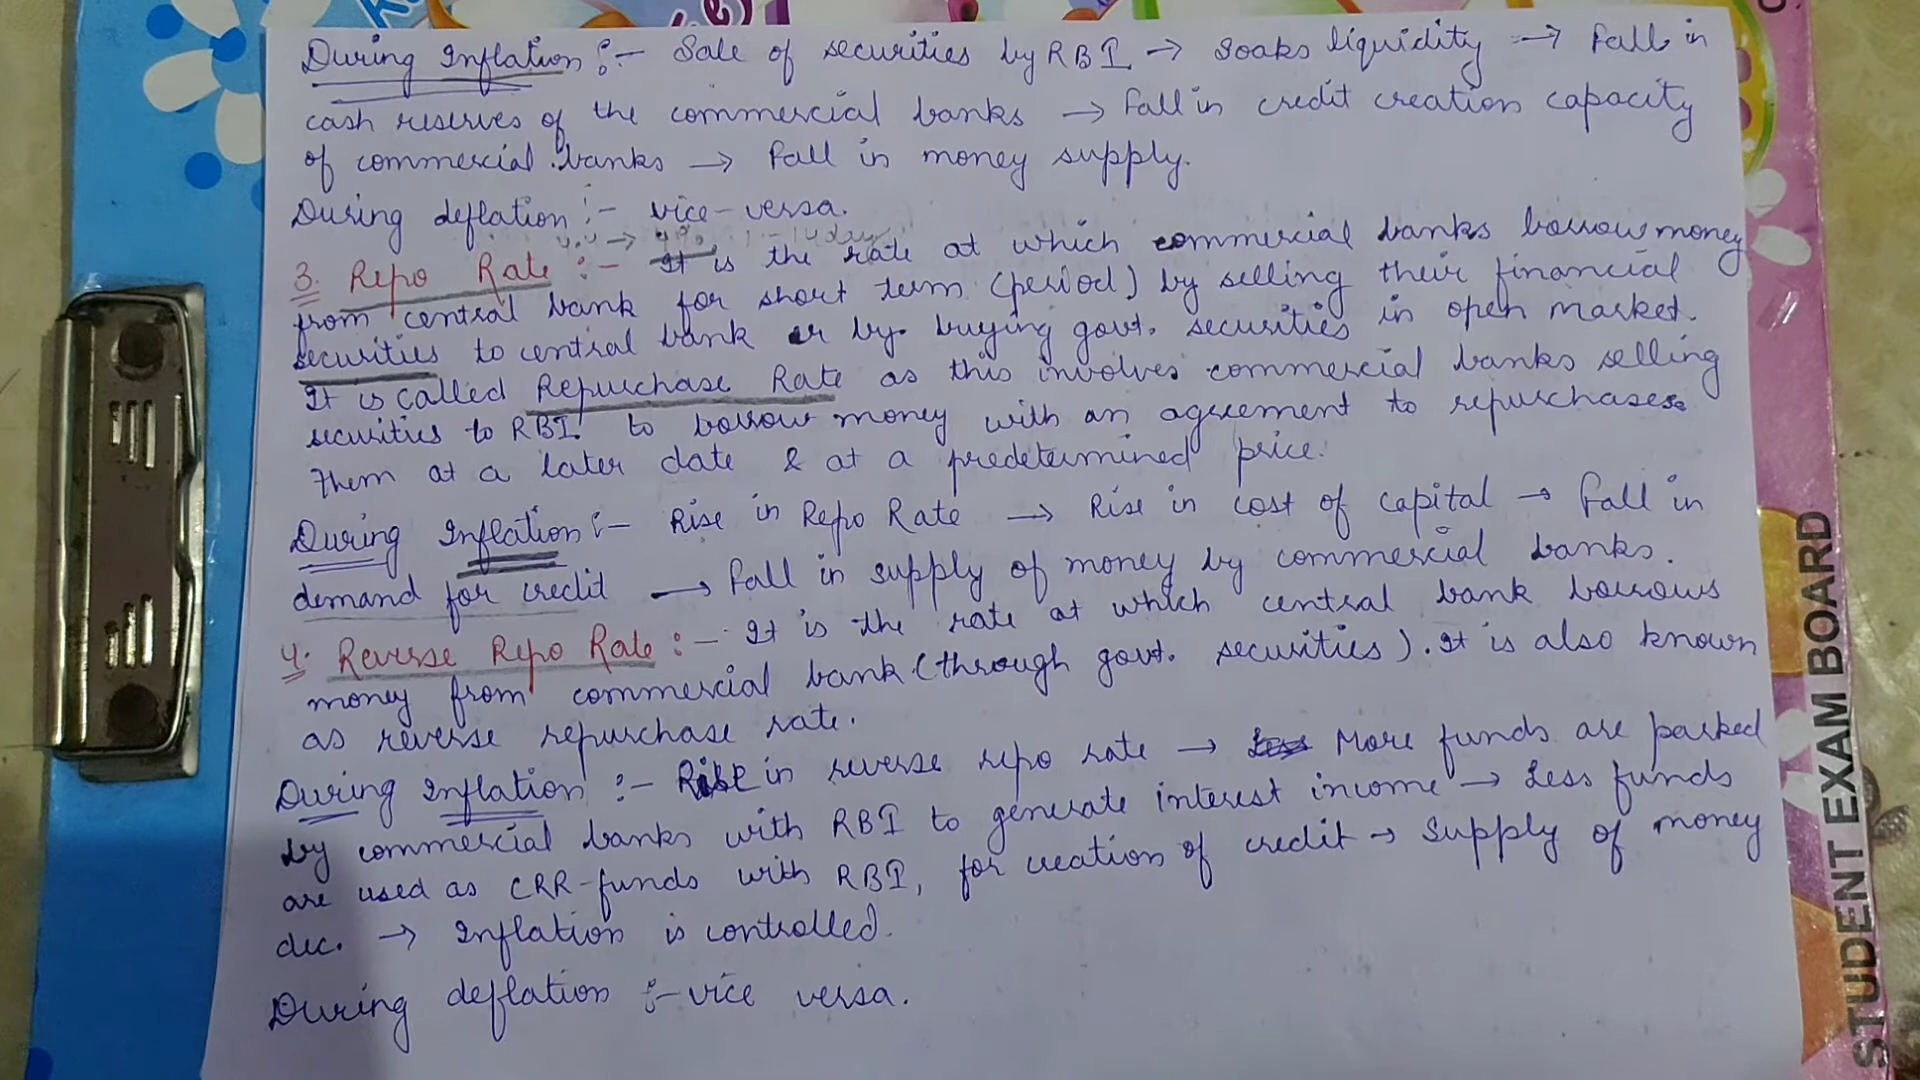 During Inflation :- Sale of securities by RBI → Soaks liquidity → Fall in
cash reserves of the commercial banks → Fall in credit creation capacity
of commercial banks → Fall in money supply.
During deflation :- vice-versa.
3. Repo Rate :- It is the rate at which commercial banks borrow money
from central bank for short term (period) by selling their financial
securities to central bank or by buying govt. securities in open market.
It is called Repurchase Rate as this involves commercial banks selling
securities to RBI to borrow money with an agreement to repurchases
them at a later date & at a predetermined price.
During Inflation :- Rise in Repo Rate → Rise in cost of capital → Fall in
demand for credit → Fall in supply of money by commercial banks.
4. Reverse Repo Rate :- It is the rate at which central bank borrows
money from commercial bank (through govt. securities). It is also known
as reverse repurchase rate.
During Inflation :- Rise in reverse repo rate → More funds are parked
by commercial banks with RBI to generate interest income → Less funds
are used as CRR-funds with RBI, for creation of credit → Supply of money
dec. → Inflation is controlled.
During deflation :- vice versa.
STUDENT EXAM BOARD